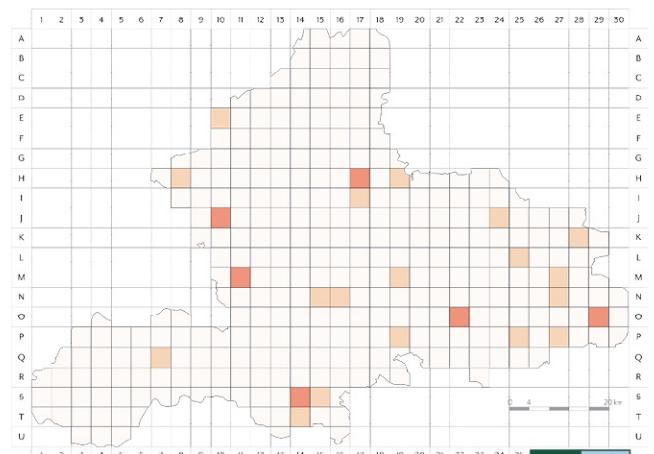 1 2 3 4 5 6 7 8 9 10 11 12 13 14 15 16 17 18 19 20 21 22 23 24 25 26 27 28 29 30
A A
B B
C C
D D
E E
F F
G G
H H
I I
J J
K K
L L
M M
N N
O O
P P
Q Q
R R
S S
0 4 20 km
T T
U U